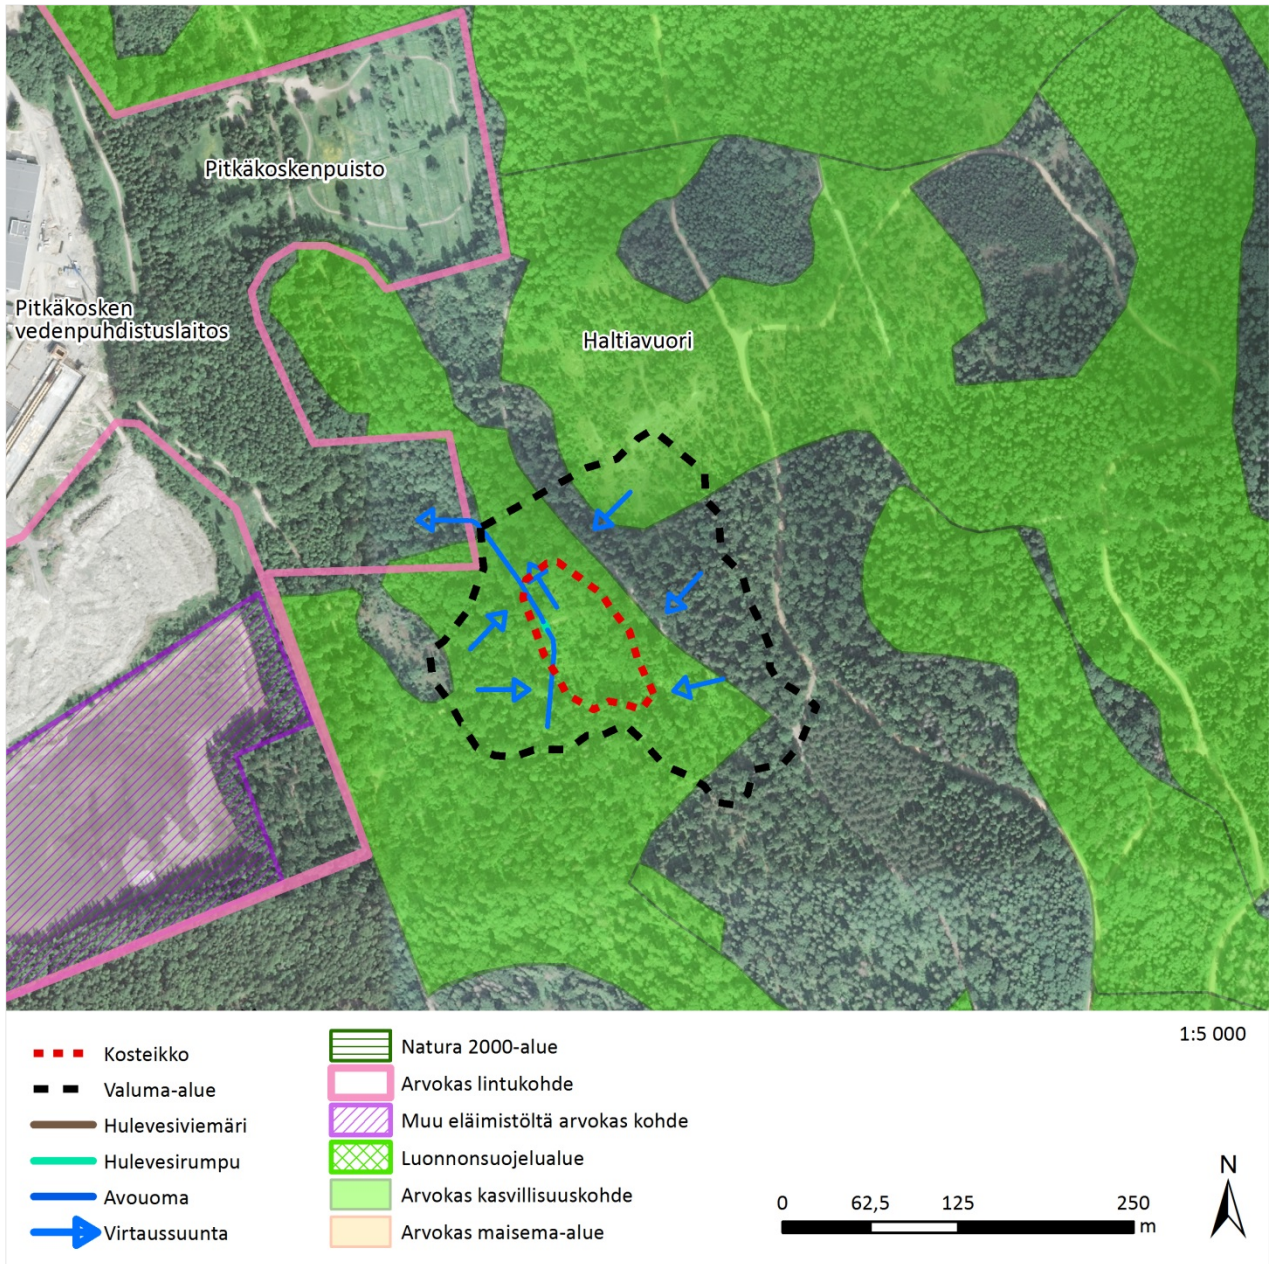 Pitkäkoskenpuisto
Pitkäkosken
vedenpuhdistuslaitos
Haltiavuori
Kosteikko
Valuma-alue
Hulevesiviemäri
Hulevesirumpu
Avouoma
Virtaussuunta
Natura 2000-alue
Arvokas lintukohde
Muu eläimistöltä arvokas kohde
Luonnonsuojelualue
Arvokas kasvillisuuskohde
Arvokas maisema-alue
1:5 000
0 62,5 125 250
m
N